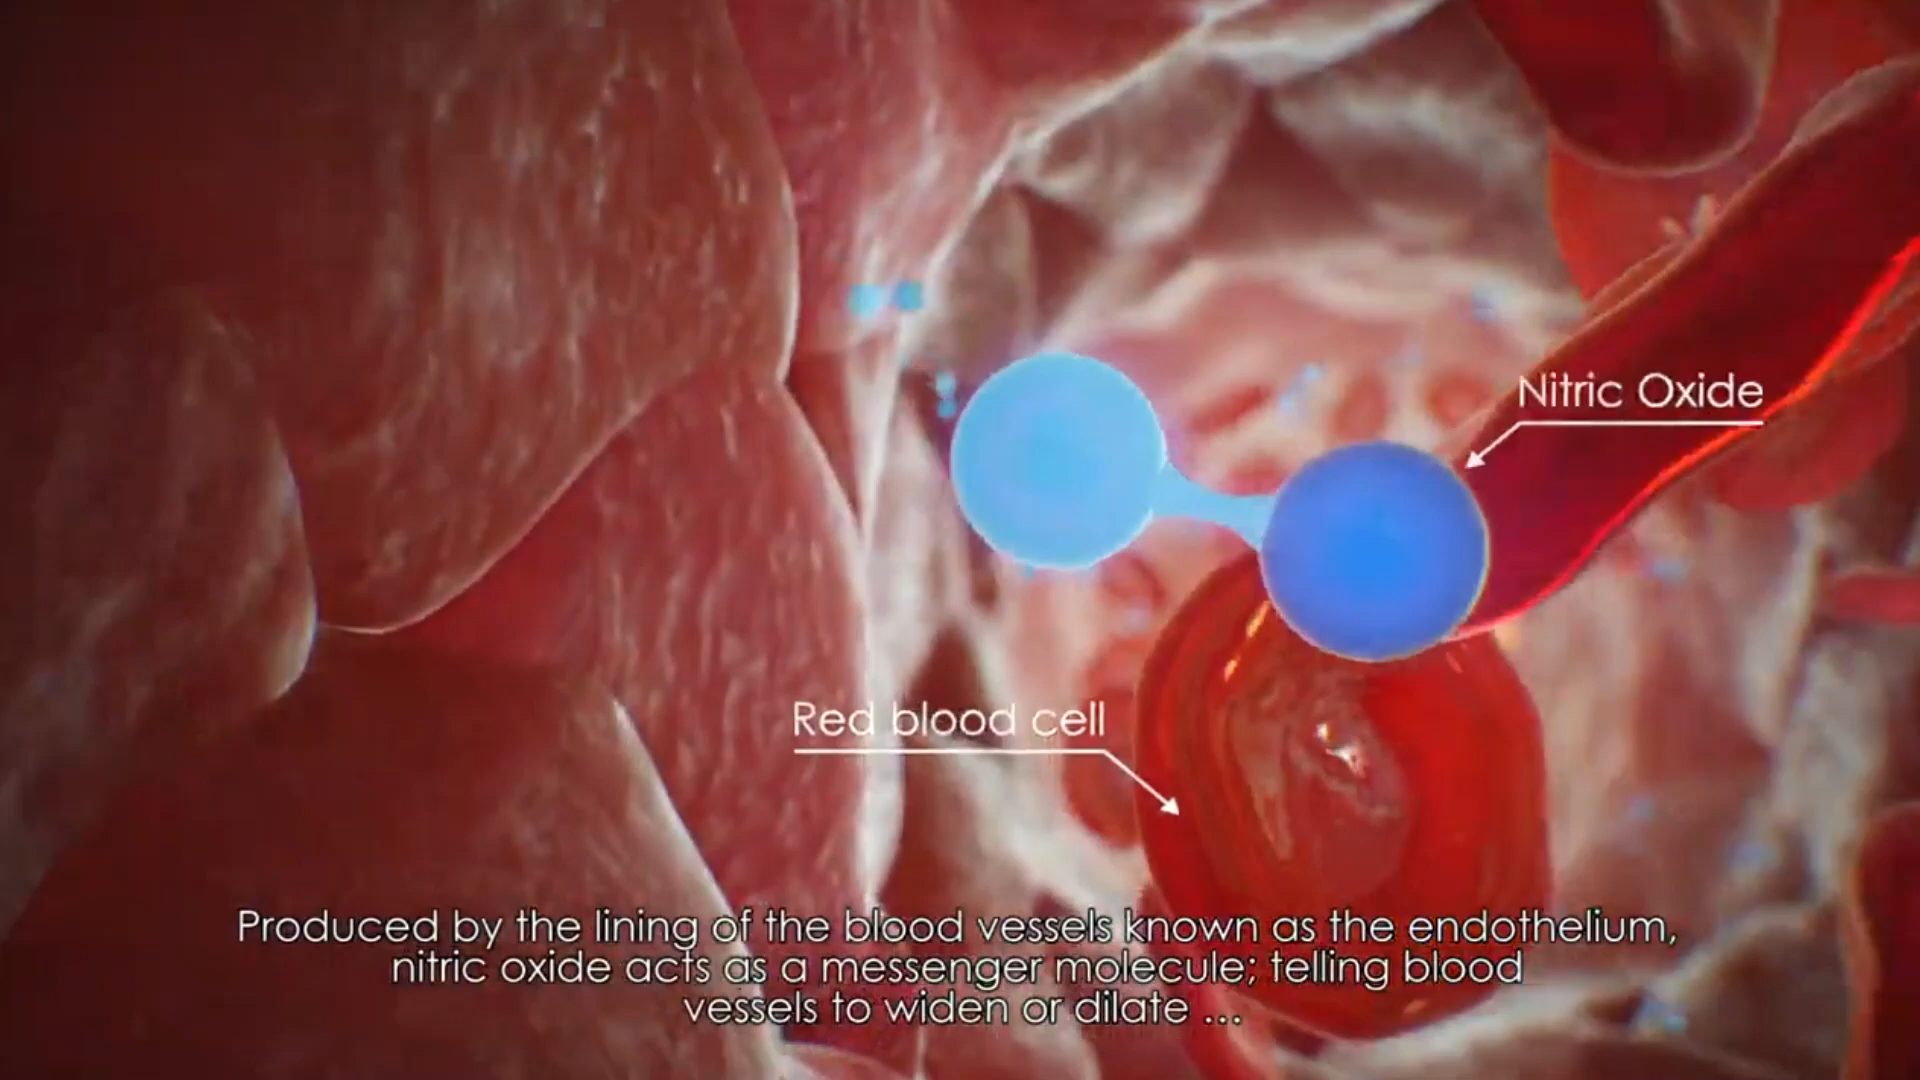 Nitric Oxide
Red blood cell
Produced by the lining of the blood vessels known as the endothelium,
nitric oxide acts as a messenger molecule; telling blood
vessels to widen or dilate ...